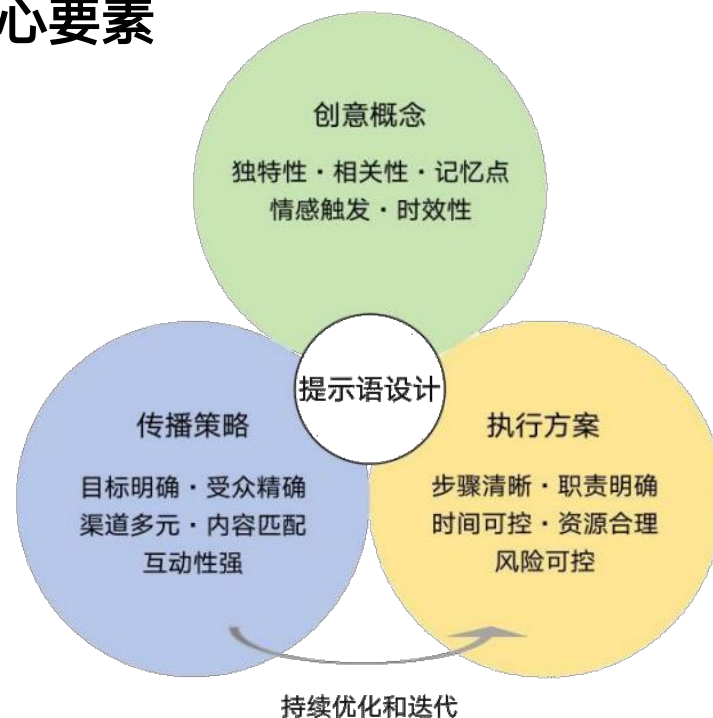 心要素
创意概念
独特性・相关性・记忆点
情感触发・时效性
提示语设计
传播策略
目标明确・受众精确
渠道多元・内容匹配
互动性强
执行方案
步骤清晰・职责明确
时间可控・资源合理
风险可控
持续优化和迭代